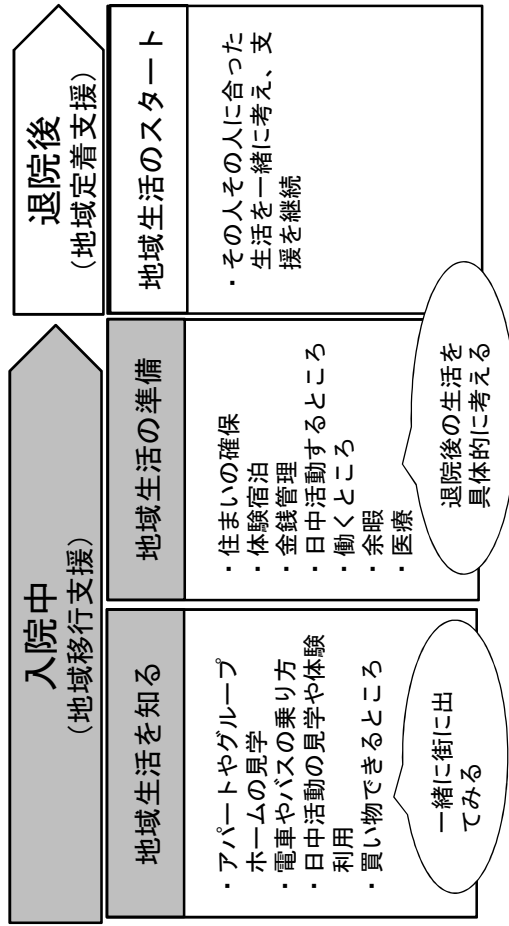 入院中
(地域移行支援)
退院後
(地域定着支援)
地域生活を知る
・アパートやグループ
ホームの見学
・電車やバスの乗り方
・日中活動の見学や体験
利用
・買い物できるところ
一緒に街に出
てみる
地域生活の準備
・住まいの確保
・体験宿泊
・金銭管理
・日中活動するところ
・働くところ
・余暇
・医療
退院後の生活を
具体的に考える
地域生活のスタート
・その人その人に合った
生活を一緒に考え、支
援を継続